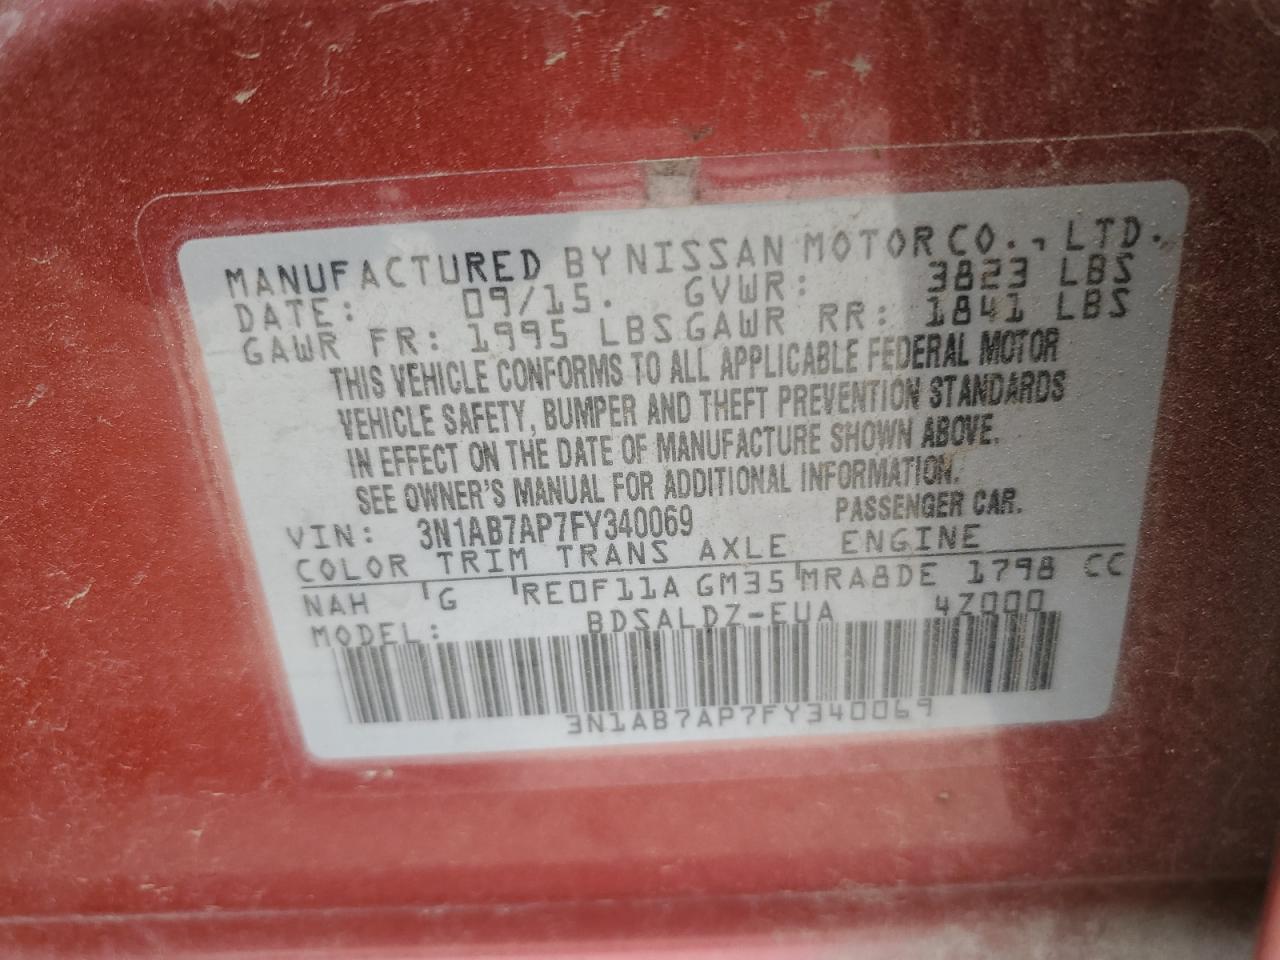 MANUFACTURED BY NISSAN MOTOR CO., LTD.
DATE: 09/15. GVWR: 3823 LBS
GAWR FR: 1995 LBS GAWR RR: 1841 LBS
THIS VEHICLE CONFORMS TO ALL APPLICABLE FEDERAL MOTOR
VEHICLE SAFETY, BUMPER AND THEFT PREVENTION STANDARDS
IN EFFECT ON THE DATE OF MANUFACTURE SHOWN ABOVE.
SEE OWNER'S MANUAL FOR ADDITIONAL INFORMATION.
VIN: 3N1AB7AP7FY340069 PASSENGER CAR.
COLOR TRIM TRANS AXLE ENGINE
NAH G RE0F11A GM35 MRA8DE 1798 CC
MODEL: BDSALDZ-EUA 4Z000
3N1AB7AP7FY340069